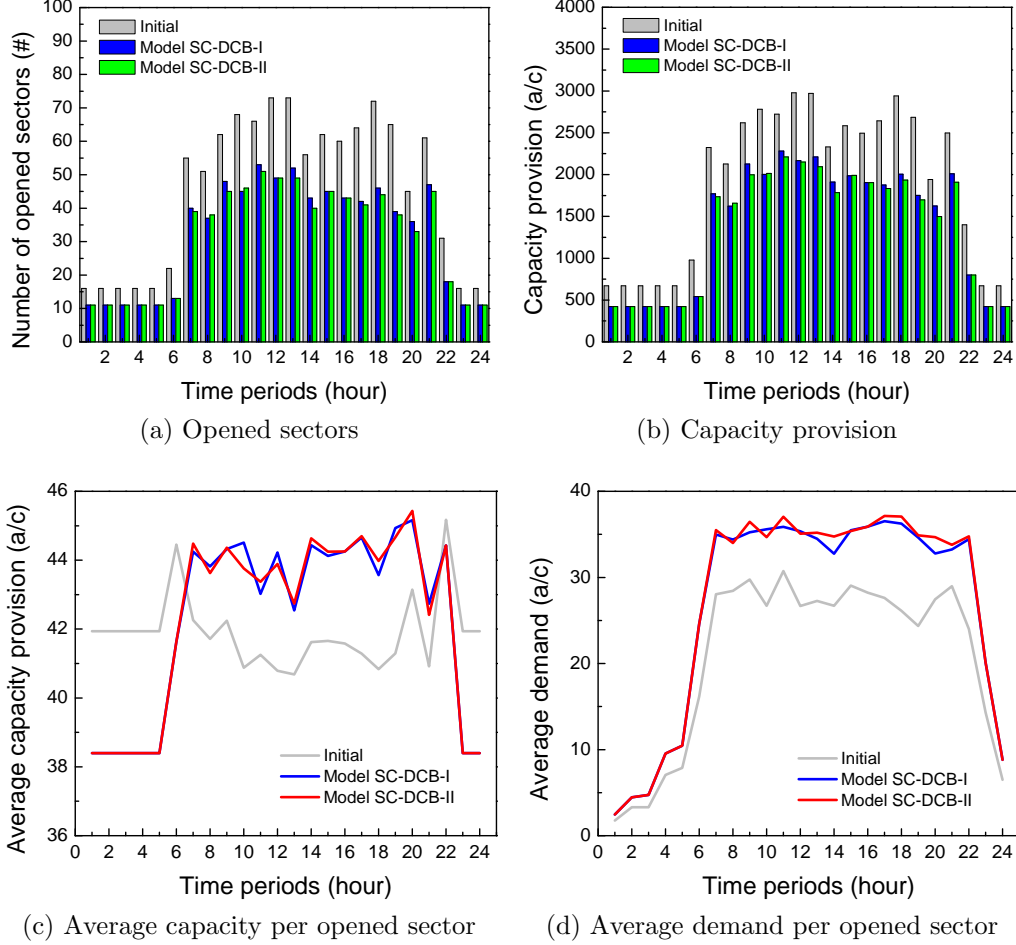 100
90
80
70
60
50
40
30
20
10
0
Number of opened sectors (#)
Initial
Model SC-DCB-I
Model SC-DCB-II
2 4 6 8 10 12 14 16 18 20 22 24
Time periods (hour)
(a) Opened sectors
4000
3500
3000
2500
2000
1500
1000
500
0
Capacity provision (a/c)
Initial
Model SC-DCB-I
Model SC-DCB-II
2 4 6 8 10 12 14 16 18 20 22 24
Time periods (hour)
(b) Capacity provision
46
44
42
40
38
36
Average capacity provision (a/c)
Initial
Model SC-DCB-I
Model SC-DCB-II
0 2 4 6 8 10 12 14 16 18 20 22 24
Time periods (hour)
(c) Average capacity per opened sector
40
30
20
10
0
Average demand (a/c)
Initial
Model SC-DCB-I
Model SC-DCB-II
0 2 4 6 8 10 12 14 16 18 20 22 24
Time periods (hour)
(d) Average demand per opened sector